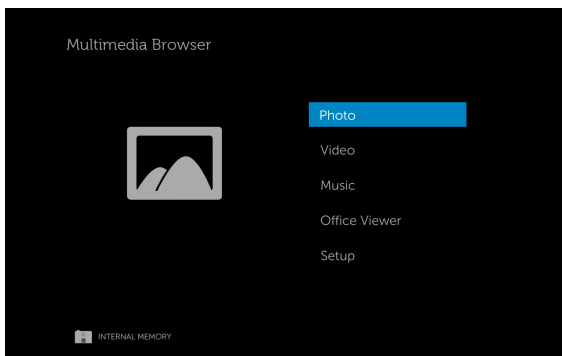 Multimedia Browser
Photo
Video
Music
Office Viewer
Setup
INTERNAL MEMORY